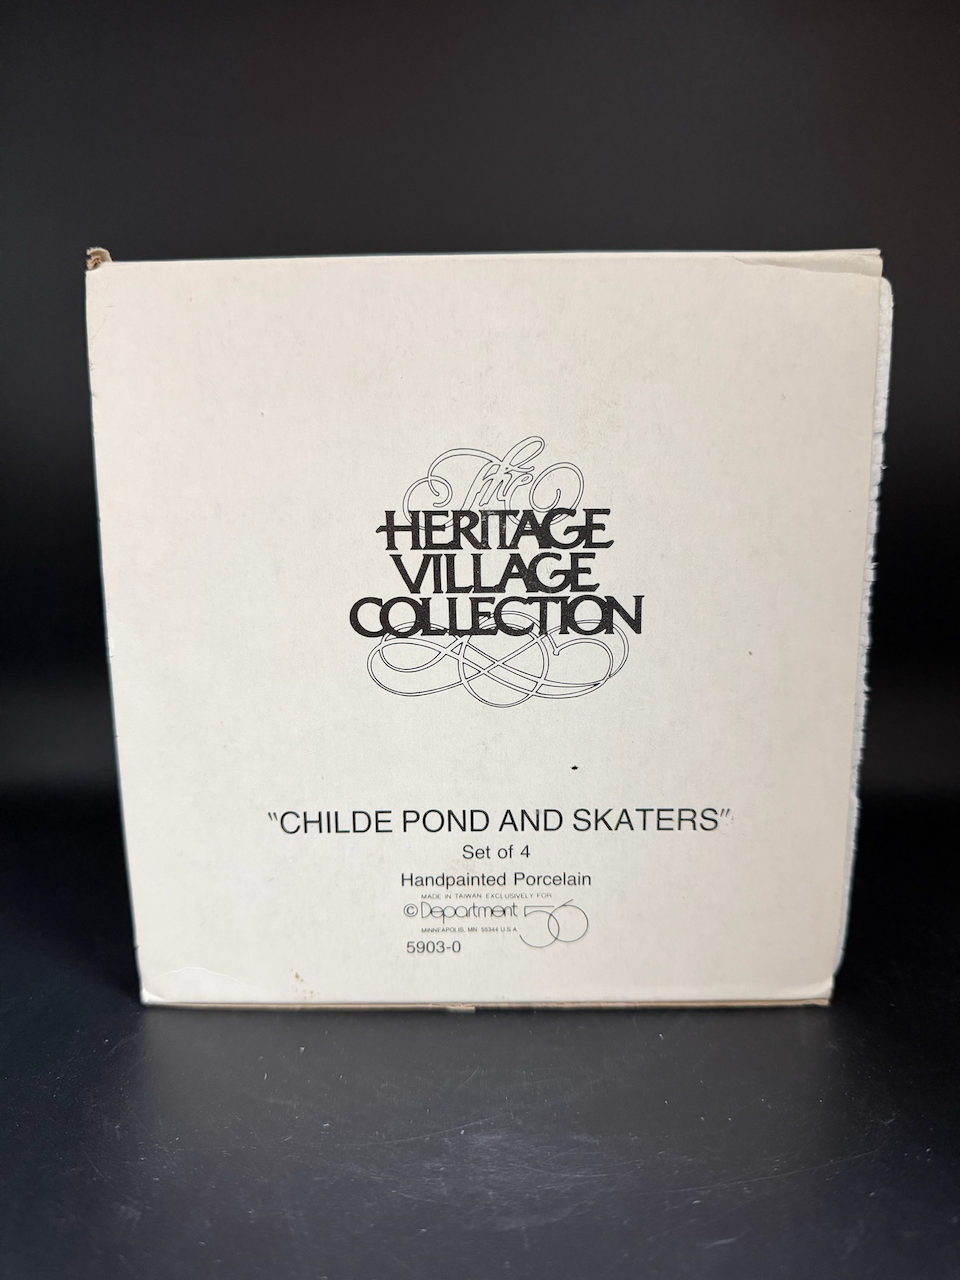 The
HERITAGE
VILLAGE
COLLECTION
"CHILDE POND AND SKATERS"
Set of 4
Handpainted Porcelain
MADE IN TAIWAN EXCLUSIVELY FOR
© Department 56
MINNEAPOLIS, MN 55344 U.S.A.
5903-0